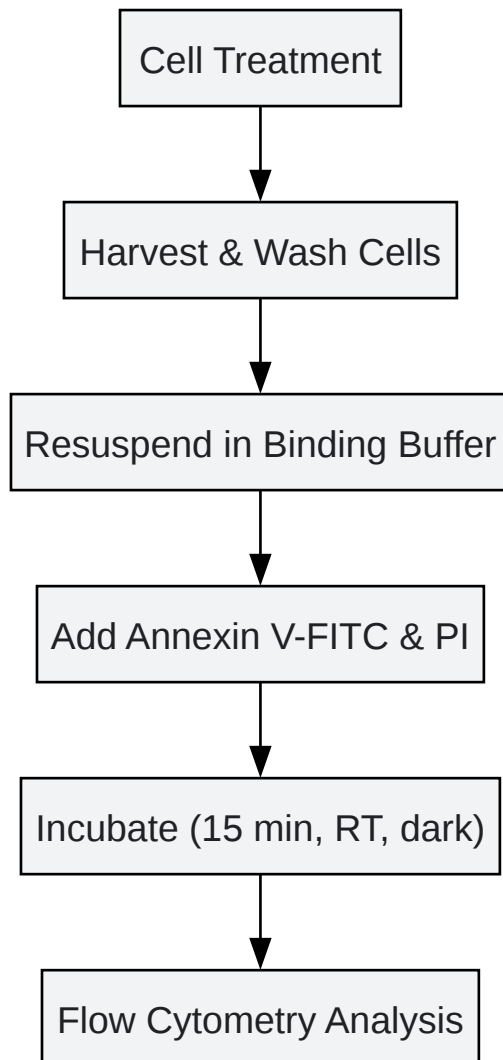 Cell Treatment
Harvest & Wash Cells
Resuspend in Binding Buffer
Add Annexin V-FITC & PI
Incubate (15 min, RT, dark)
Flow Cytometry Analysis